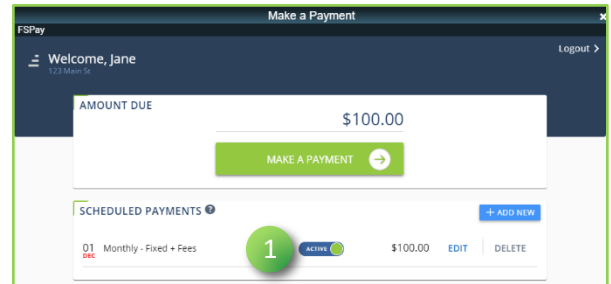 Make a Payment x
FSPay
Logout >
Welcome, Jane
123 Main St
AMOUNT DUE
$100.00
MAKE A PAYMENT
SCHEDULED PAYMENTS ?
+ ADD NEW
01 DEC Monthly - Fixed + Fees 1 ACTIVE $100.00 EDIT DELETE